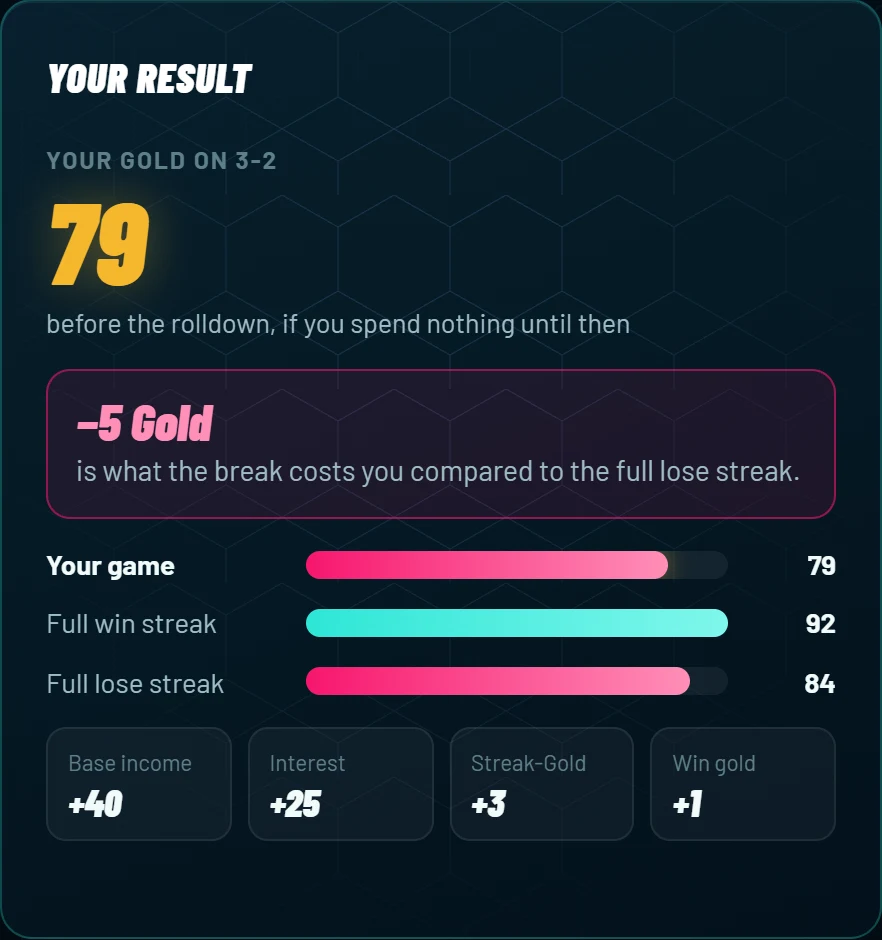 YOUR RESULT
YOUR GOLD ON 3-2
79
before the rolldown, if you spend nothing until then
–5 Gold
is what the break costs you compared to the full lose streak.
Your game 79
Full win streak 92
Full lose streak 84
Base income Interest Streak-Gold Win gold
+40 +25 +3 +1